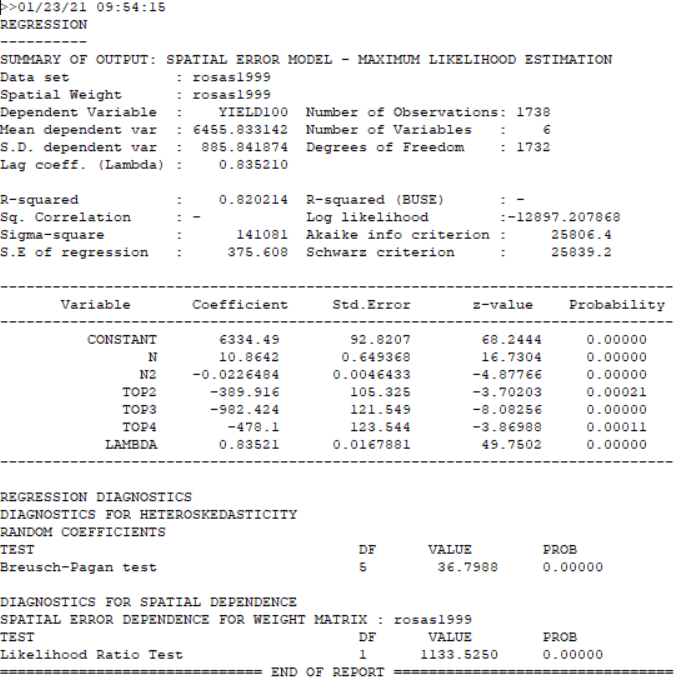 >>01/23/21 09:54:15
REGRESSION
----------
SUMMARY OF OUTPUT: SPATIAL ERROR MODEL - MAXIMUM LIKELIHOOD ESTIMATION
Data set            : rosas1999
Spatial Weight      : rosas1999
Dependent Variable  :     YIELD100  Number of Observations: 1738
Mean dependent var  : 6455.833142  Number of Variables   :    6
S.D. dependent var  :  885.841874  Degrees of Freedom    : 1732
Lag coeff. (Lambda) :    0.835210

R-squared           :    0.820214  R-squared (BUSE)      : -
Sq. Correlation     : -            Log likelihood        :-12897.207868
Sigma-square        :      141081  Akaike info criterion :     25806.4
S.E of regression   :     375.608  Schwarz criterion     :     25839.2

-----------------------------------------------------------------------------
       Variable       Coefficient     Std.Error       z-value    Probability
-----------------------------------------------------------------------------
          CONSTANT       6334.49       92.8207       68.2444     0.00000
                 N       10.8642      0.649368       16.7304     0.00000
                N2    -0.0226484     0.0046433      -4.87766     0.00000
              TOP2      -389.916       105.325      -3.70203     0.00021
              TOP3      -982.424       121.549      -8.08256     0.00000
              TOP4        -478.1       123.544      -3.86988     0.00011
            LAMBDA       0.83521     0.0167881       49.7502     0.00000
-----------------------------------------------------------------------------

REGRESSION DIAGNOSTICS
DIAGNOSTICS FOR HETEROSKEDASTICITY
RANDOM COEFFICIENTS
TEST                                     DF      VALUE        PROB
Breusch-Pagan test                       5        36.7988     0.00000

DIAGNOSTICS FOR SPATIAL DEPENDENCE
SPATIAL ERROR DEPENDENCE FOR WEIGHT MATRIX : rosas1999
TEST                                     DF      VALUE        PROB
Likelihood Ratio Test                    1      1133.5250     0.00000
============================== END OF REPORT ================================